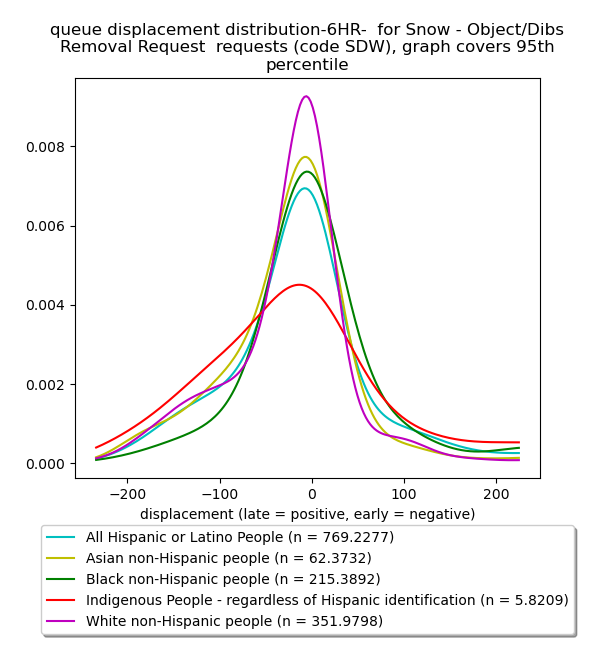 queue displacement distribution-6HR-  for Snow - Object/Dibs
Removal Request  requests (code SDW), graph covers 95th
percentile
0.008
0.006
0.004
0.002
0.000
−200
−100
0
100
200
displacement (late = positive, early = negative)
All Hispanic or Latino People (n = 769.2277)
Asian non-Hispanic people (n = 62.3732)
Black non-Hispanic people (n = 215.3892)
Indigenous People - regardless of Hispanic identification (n = 5.8209)
White non-Hispanic people (n = 351.9798)